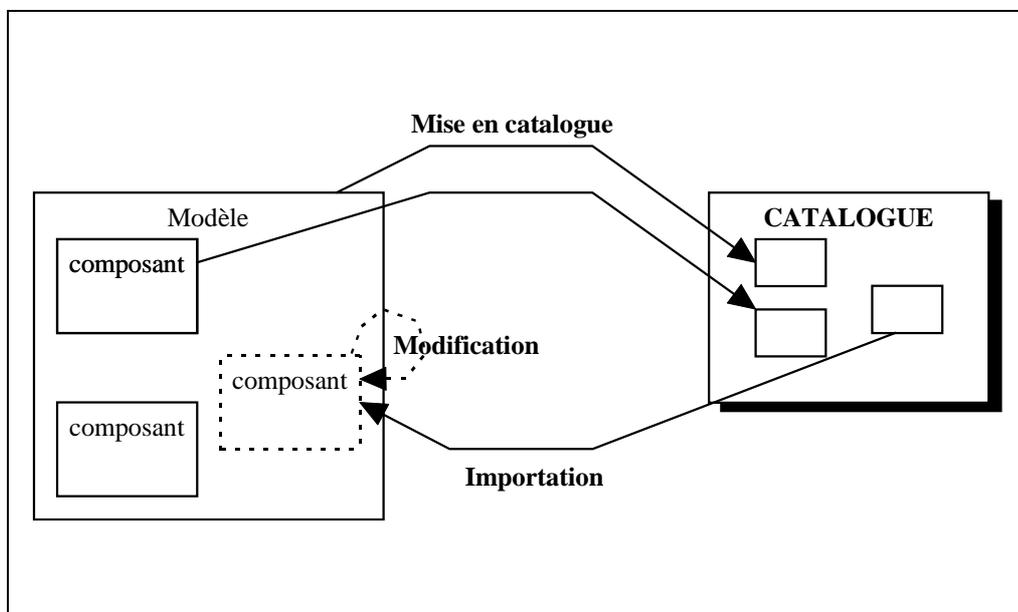 Mise en catalogue
Modèle
CATALOGUE
composant
Modification
composant
composant
Importation